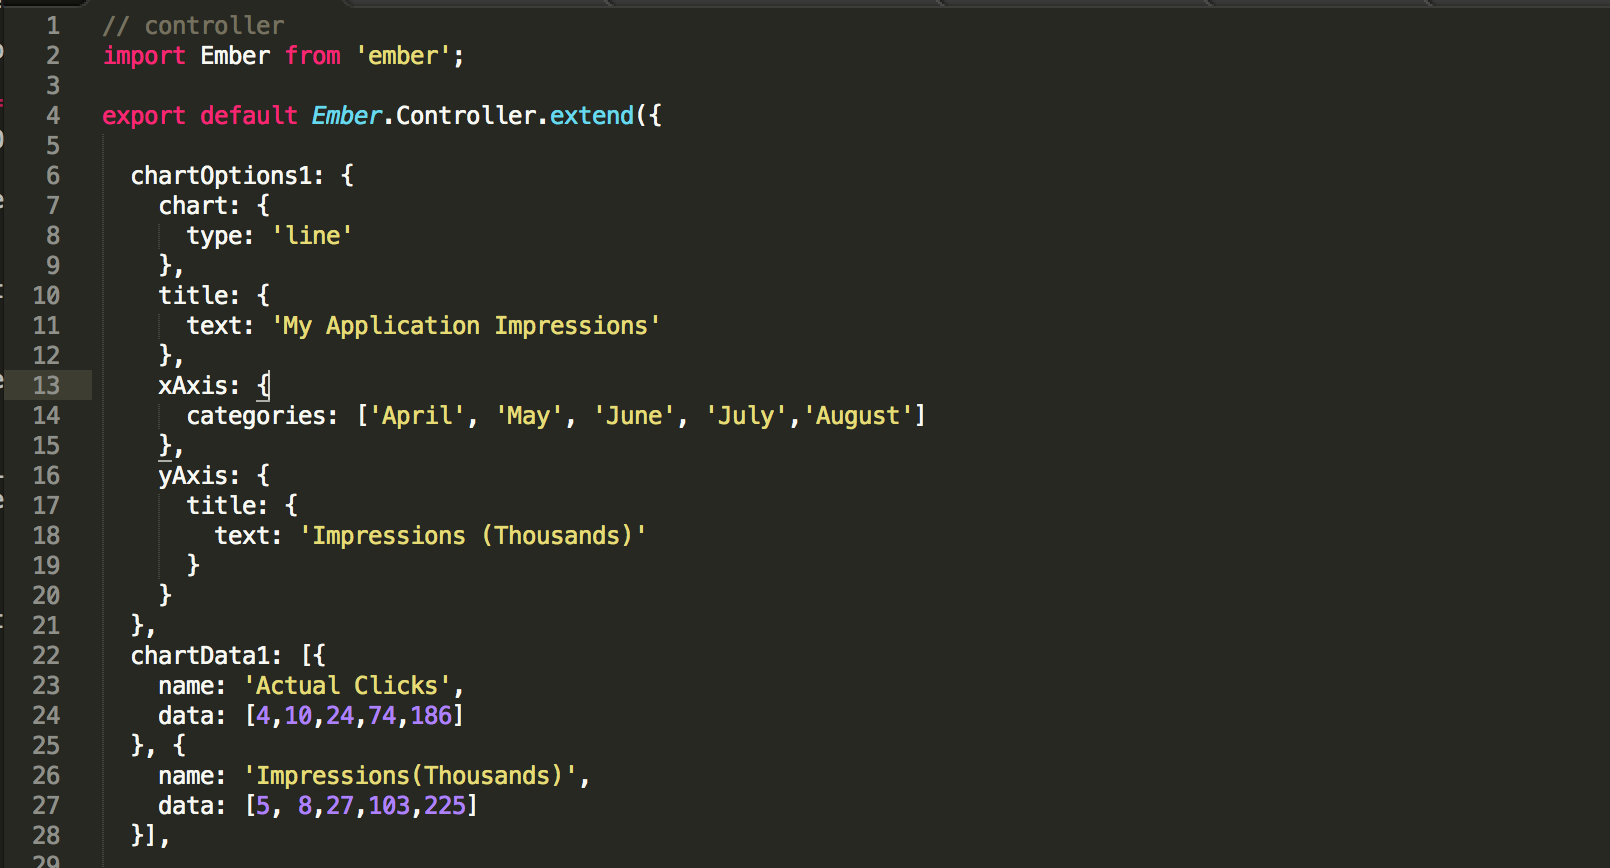 1 // controller
2 import Ember from 'ember';
3
4 export default Ember.Controller.extend({
5
6 chartOptions1: {
7 chart: {
8 type: 'line'
9 },
10 title: {
11 text: 'My Application Impressions'
12 },
13 xAxis: {
14 categories: ['April', 'May', 'June', 'July','August']
15 },
16 yAxis: {
17 title: {
18 text: 'Impressions (Thousands)'
19 }
20 }
21 },
22 chartData1: [{
23 name: 'Actual Clicks',
24 data: [4,10,24,74,186]
25 }, {
26 name: 'Impressions(Thousands)',
27 data: [5, 8,27,103,225]
28 }],
29